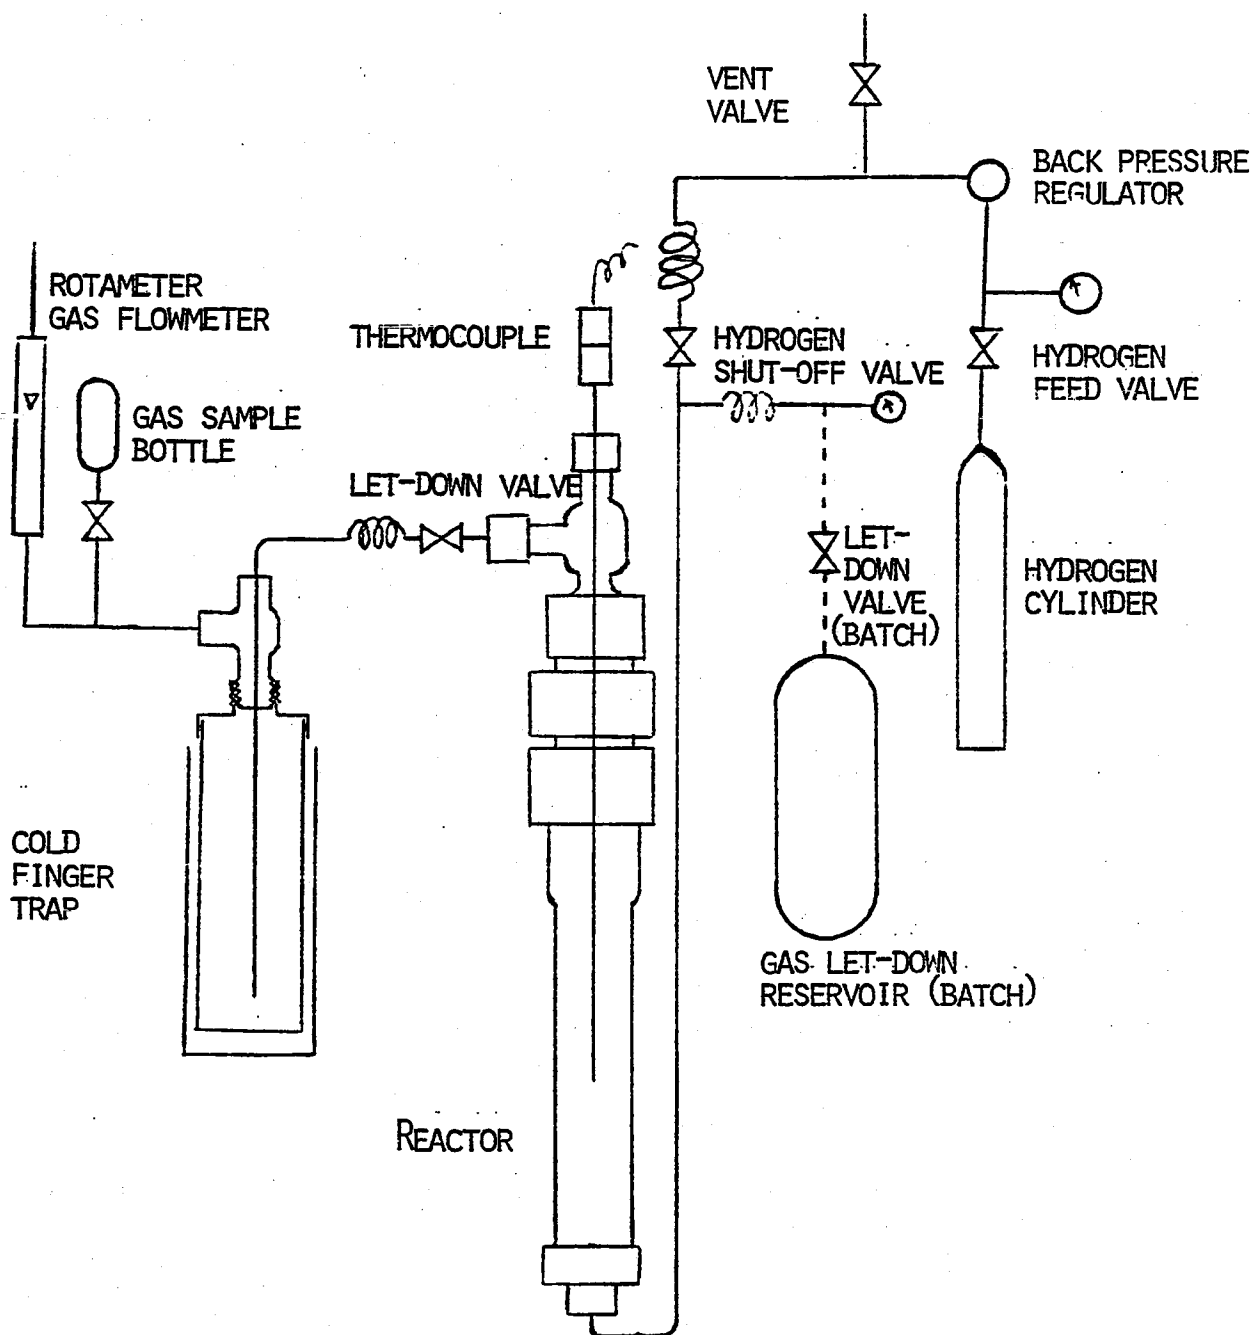 VENT
VALVE
BACK PRESSURE
REGULATOR
ROTAMETER
GAS FLOWMETER
THERMOCOUPLE
HYDROGEN
SHUT-OFF VALVE
HYDROGEN
FEED VALVE
GAS SAMPLE
BOTTLE
LET-DOWN VALVE
LET-
DOWN
VALVE
(BATCH)
HYDROGEN
CYLINDER
COLD
FINGER
TRAP
GAS LET-DOWN
RESERVOIR (BATCH)
REACTOR